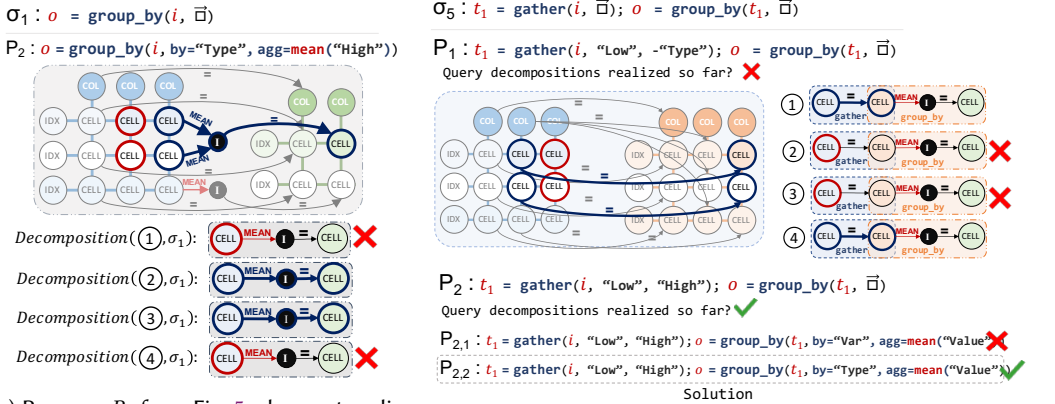 σ1: o = group_by(i, □⃗)
P2: o = group_by(i, by=“Type”, agg=mean(“High”))
COL COL COL
=
=
COL COL
IDX CELL CELL CELL
MEAN
I
IDX CELL CELL
IDX CELL CELL CELL
MEAN
=
IDX CELL CELL CELL
MEAN
I
IDX CELL CELL
=
Decomposition(①, σ1): CELL MEAN I = CELL
Decomposition(②, σ1): CELL MEAN I = CELL
Decomposition(③, σ1): CELL MEAN I = CELL
Decomposition(④, σ1): CELL MEAN I = CELL
σ5: t1 = gather(i, □⃗); o = group_by(t1, □⃗)
P1: t1 = gather(i, “Low”, -“Type”); o = group_by(t1, □⃗)
Query decompositions realized so far?
COL COL COL COL COL COL
=
=
IDX CELL CELL CELL IDX CELL CELL CELL
=
IDX CELL CELL CELL IDX CELL CELL CELL
=
IDX CELL CELL CELL IDX CELL CELL CELL
=
① CELL = CELL MEAN I = CELL
gather group_by
② CELL = CELL MEAN I = CELL
gather group_by
③ CELL = CELL MEAN I = CELL
gather group_by
④ CELL = CELL MEAN I = CELL
gather group_by
P2: t1 = gather(i, “Low”, “High”); o = group_by(t1, □⃗)
Query decompositions realized so far?
P2,1: t1 = gather(i, “Low”, “High”); o = group_by(t1, by=“Var”, agg=mean(“Value”))
P2,2: t1 = gather(i, “Low”, “High”); o = group_by(t1, by=“Type”, agg=mean(“Value”))
Solution